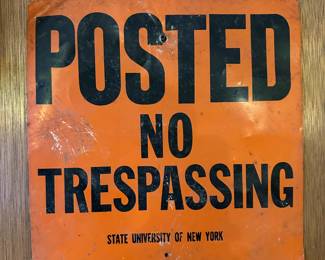 POSTED
NO
TRESPASSING
STATE UNIVERSITY OF NEW YORK